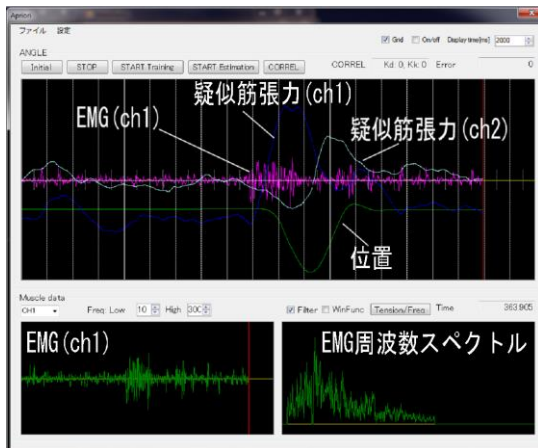 Apsion
ファイル 設定
Grid On/off Display time[ms] 2000
ANGLE
Initial STOP START Training START Estimation CORREL CORREL Kd: 0, Kk: 0 Error 0
疑似筋張力(ch1)
EMG(ch1)
疑似筋張力(ch2)
位置
Muscle data
CH1 Freq: Low 10 High 300 Filter WinFunc Tension/Freq. Time 363.905
EMG(ch1)
EMG周波数スペクトル